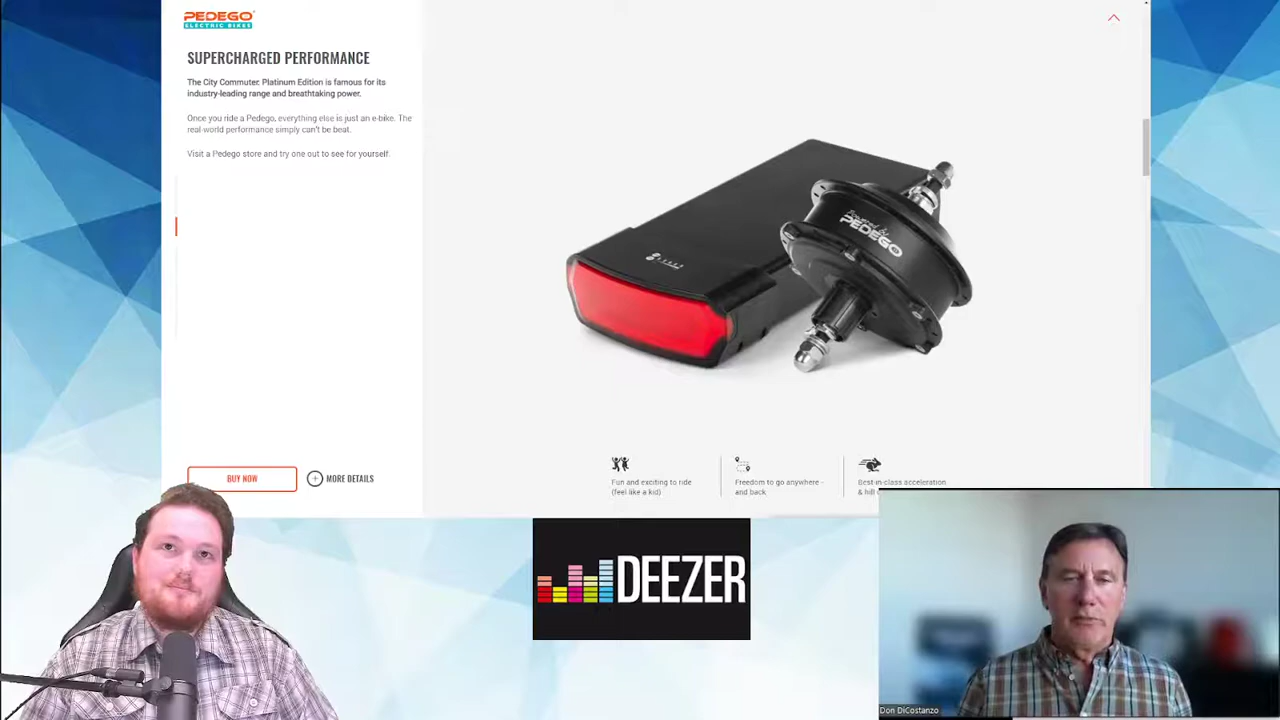 PEDEGO
ELECTRIC BIKES
SUPERCHARGED PERFORMANCE
The City Commuter: Platinum Edition is famous for its
industry-leading range and breathtaking power.
Once you ride a Pedego, everything else is just an e-bike. The
real-world performance simply can't be beat.
Visit a Pedego store and try one out to see for yourself.
Powered by
PEDEGO
BUY NOW
MORE DETAILS
Fun and exciting to ride
(feel like a kid)
Freedom to go anywhere -
and back
Best-in-class acceleration
& hill
DEEZER
Don DiCostanzo